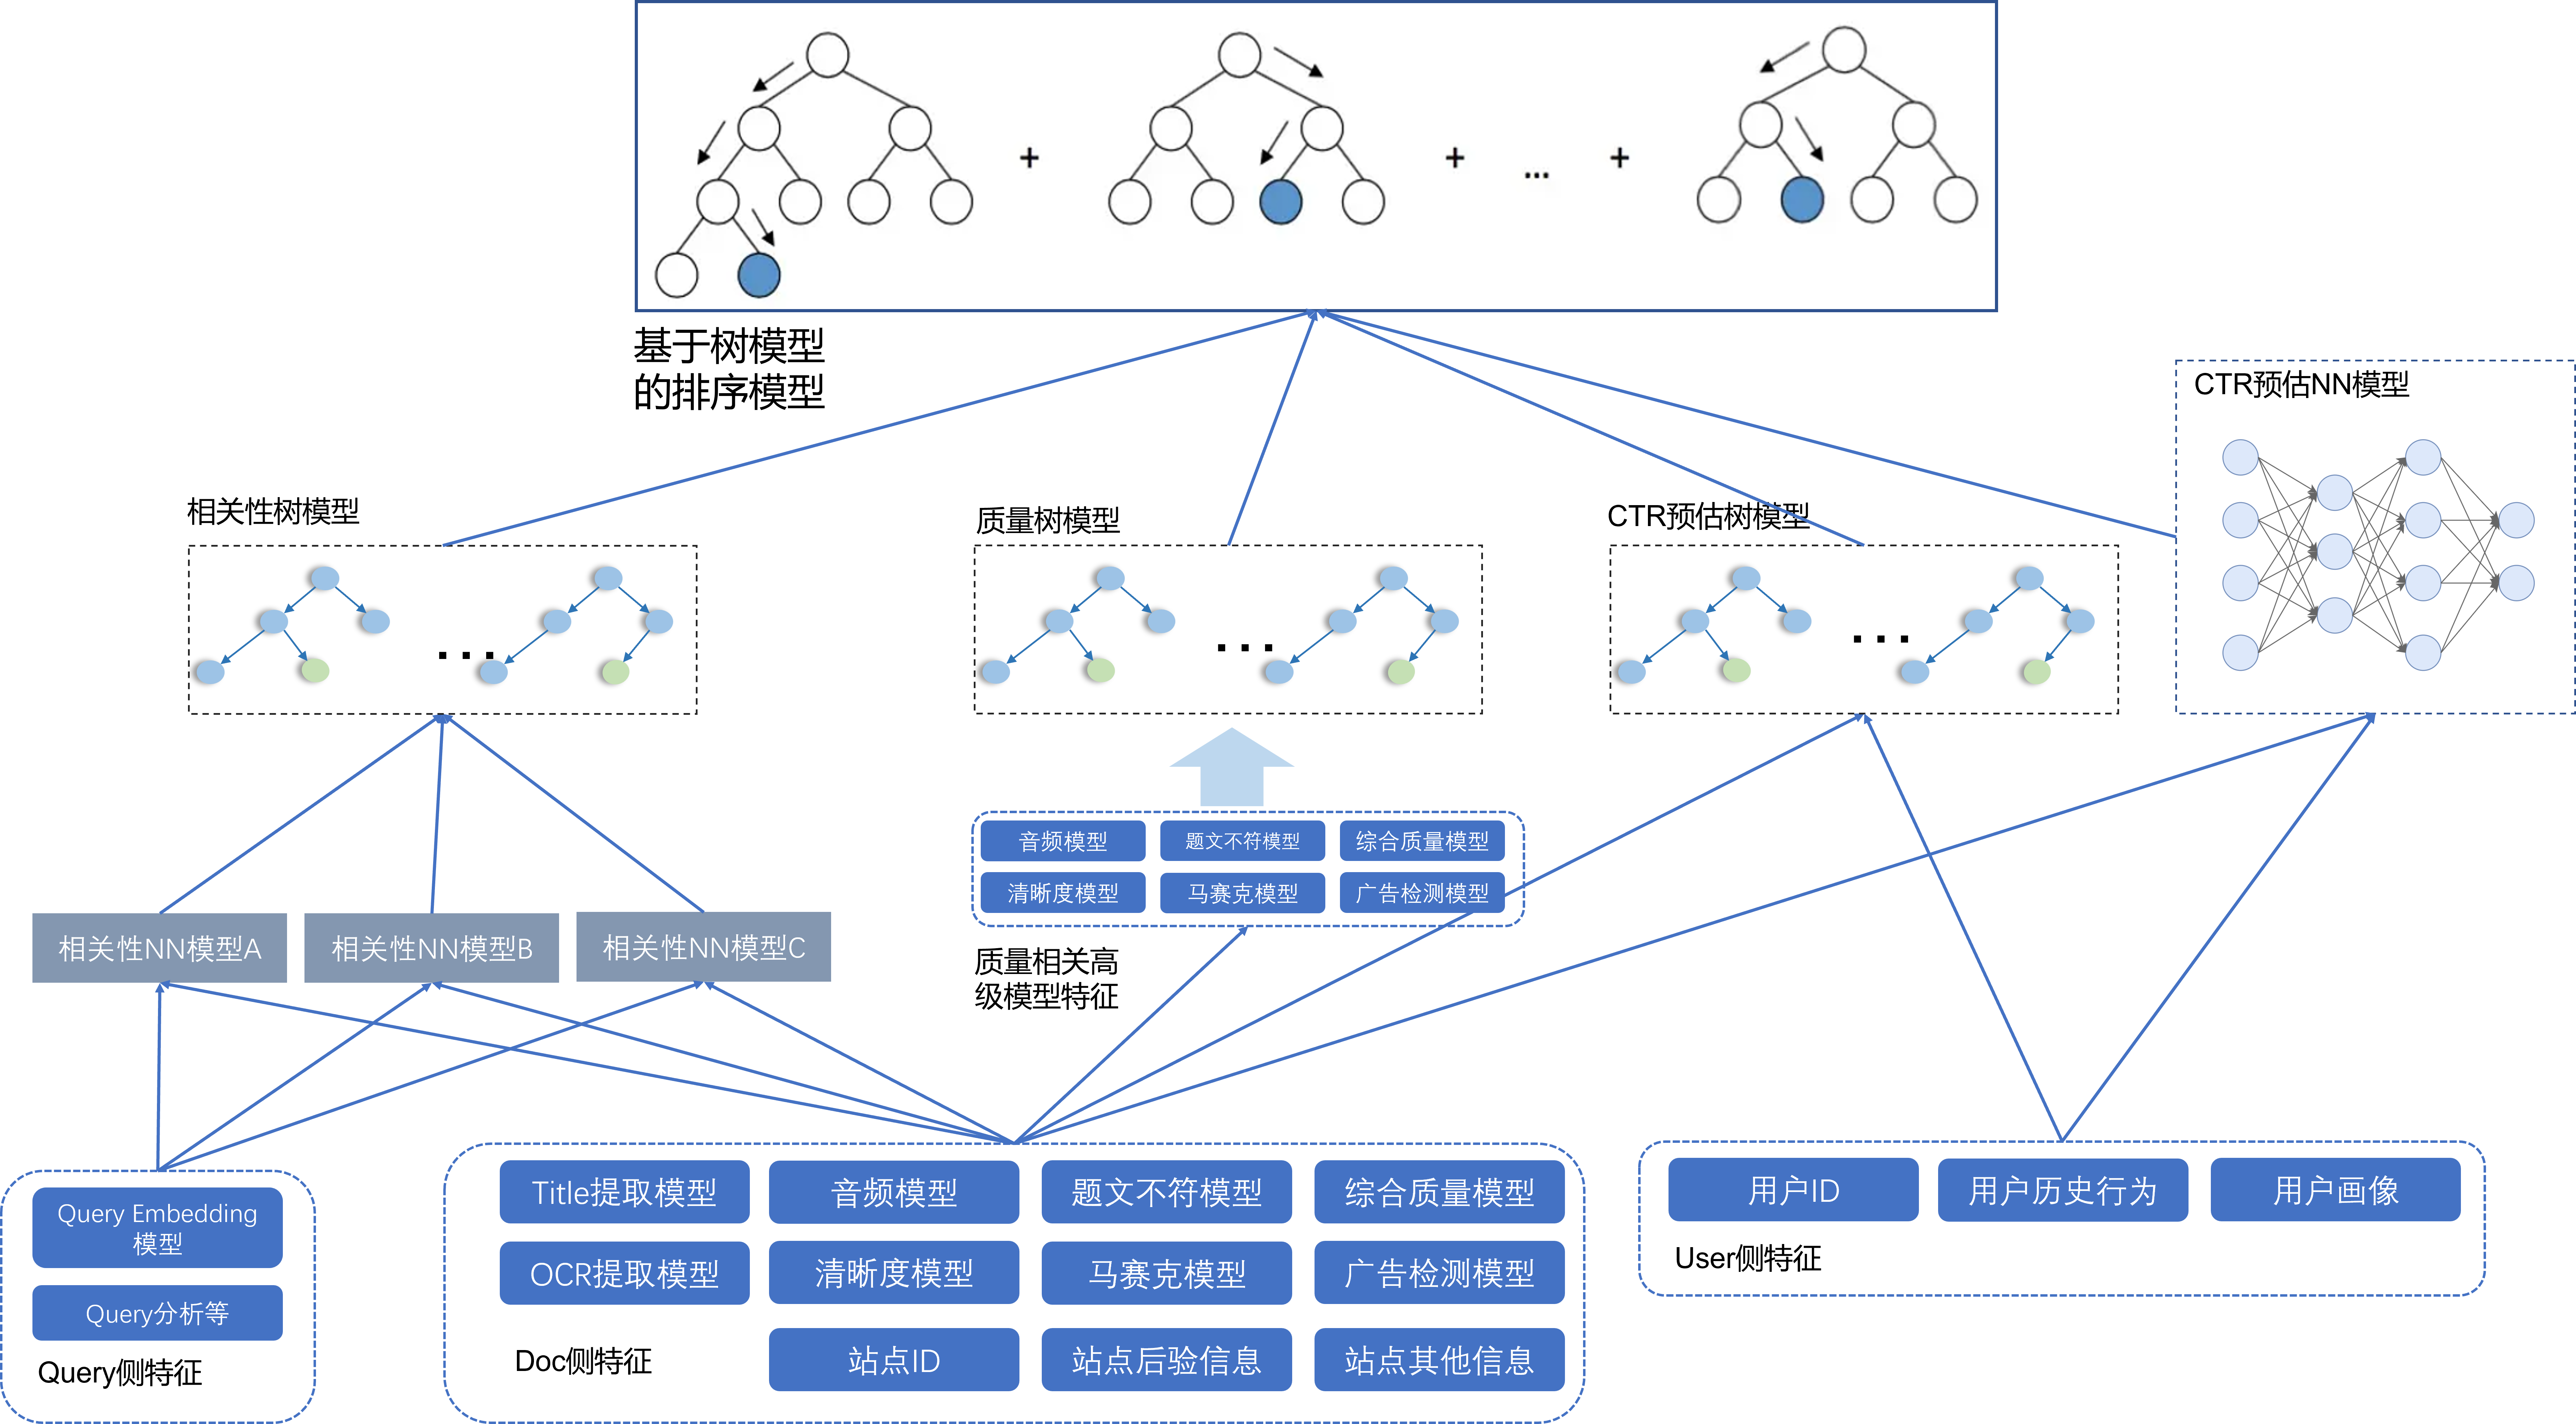 基于树模型
的排序模型
CTR预估NN模型
相关性树模型
质量树模型
CTR预估树模型
音频模型
题文不符模型
综合质量模型
清晰度模型
马赛克模型
广告检测模型
质量相关高
级模型特征
相关性NN模型A
相关性NN模型B
相关性NN模型C
Query Embedding
模型
Query分析等
Query侧特征
Title提取模型
音频模型
题文不符模型
综合质量模型
OCR提取模型
清晰度模型
马赛克模型
广告检测模型
Doc侧特征
站点ID
站点后验信息
站点其他信息
用户ID
用户历史行为
用户画像
User侧特征